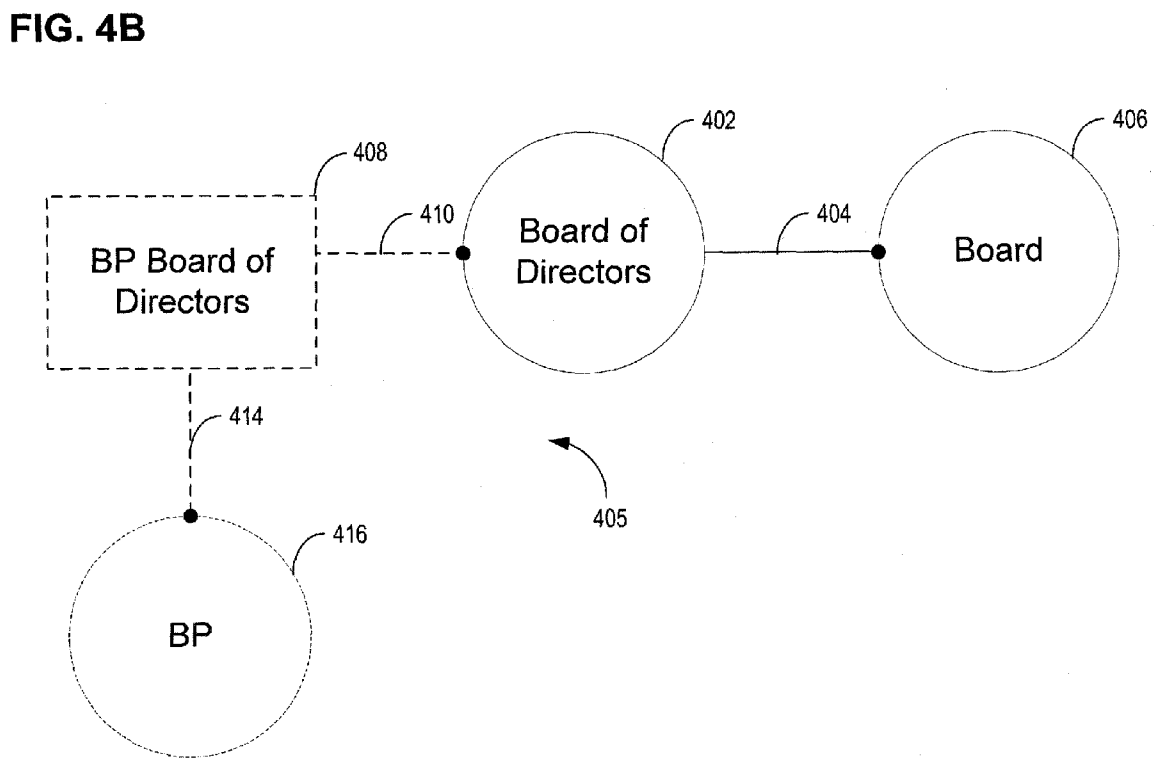 FIG. 4B
402
406
408
410
404
Board of
Directors
Board
BP Board of
Directors
414
405
416
BP